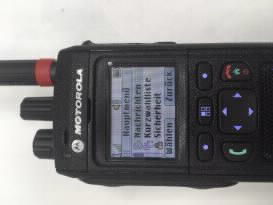 MOTOROLA
Hauptmenü
Nachrichten
Kurzwahlliste
Sicherheit
Wählen Zurück